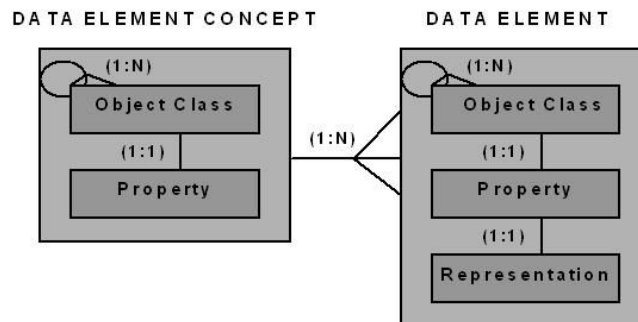 DATA ELEMENT CONCEPT
(1:N)
Object Class
(1:1)
Property
(1:N)
DATA ELEMENT
(1:N)
Object Class
(1:1)
Property
(1:1)
Representation